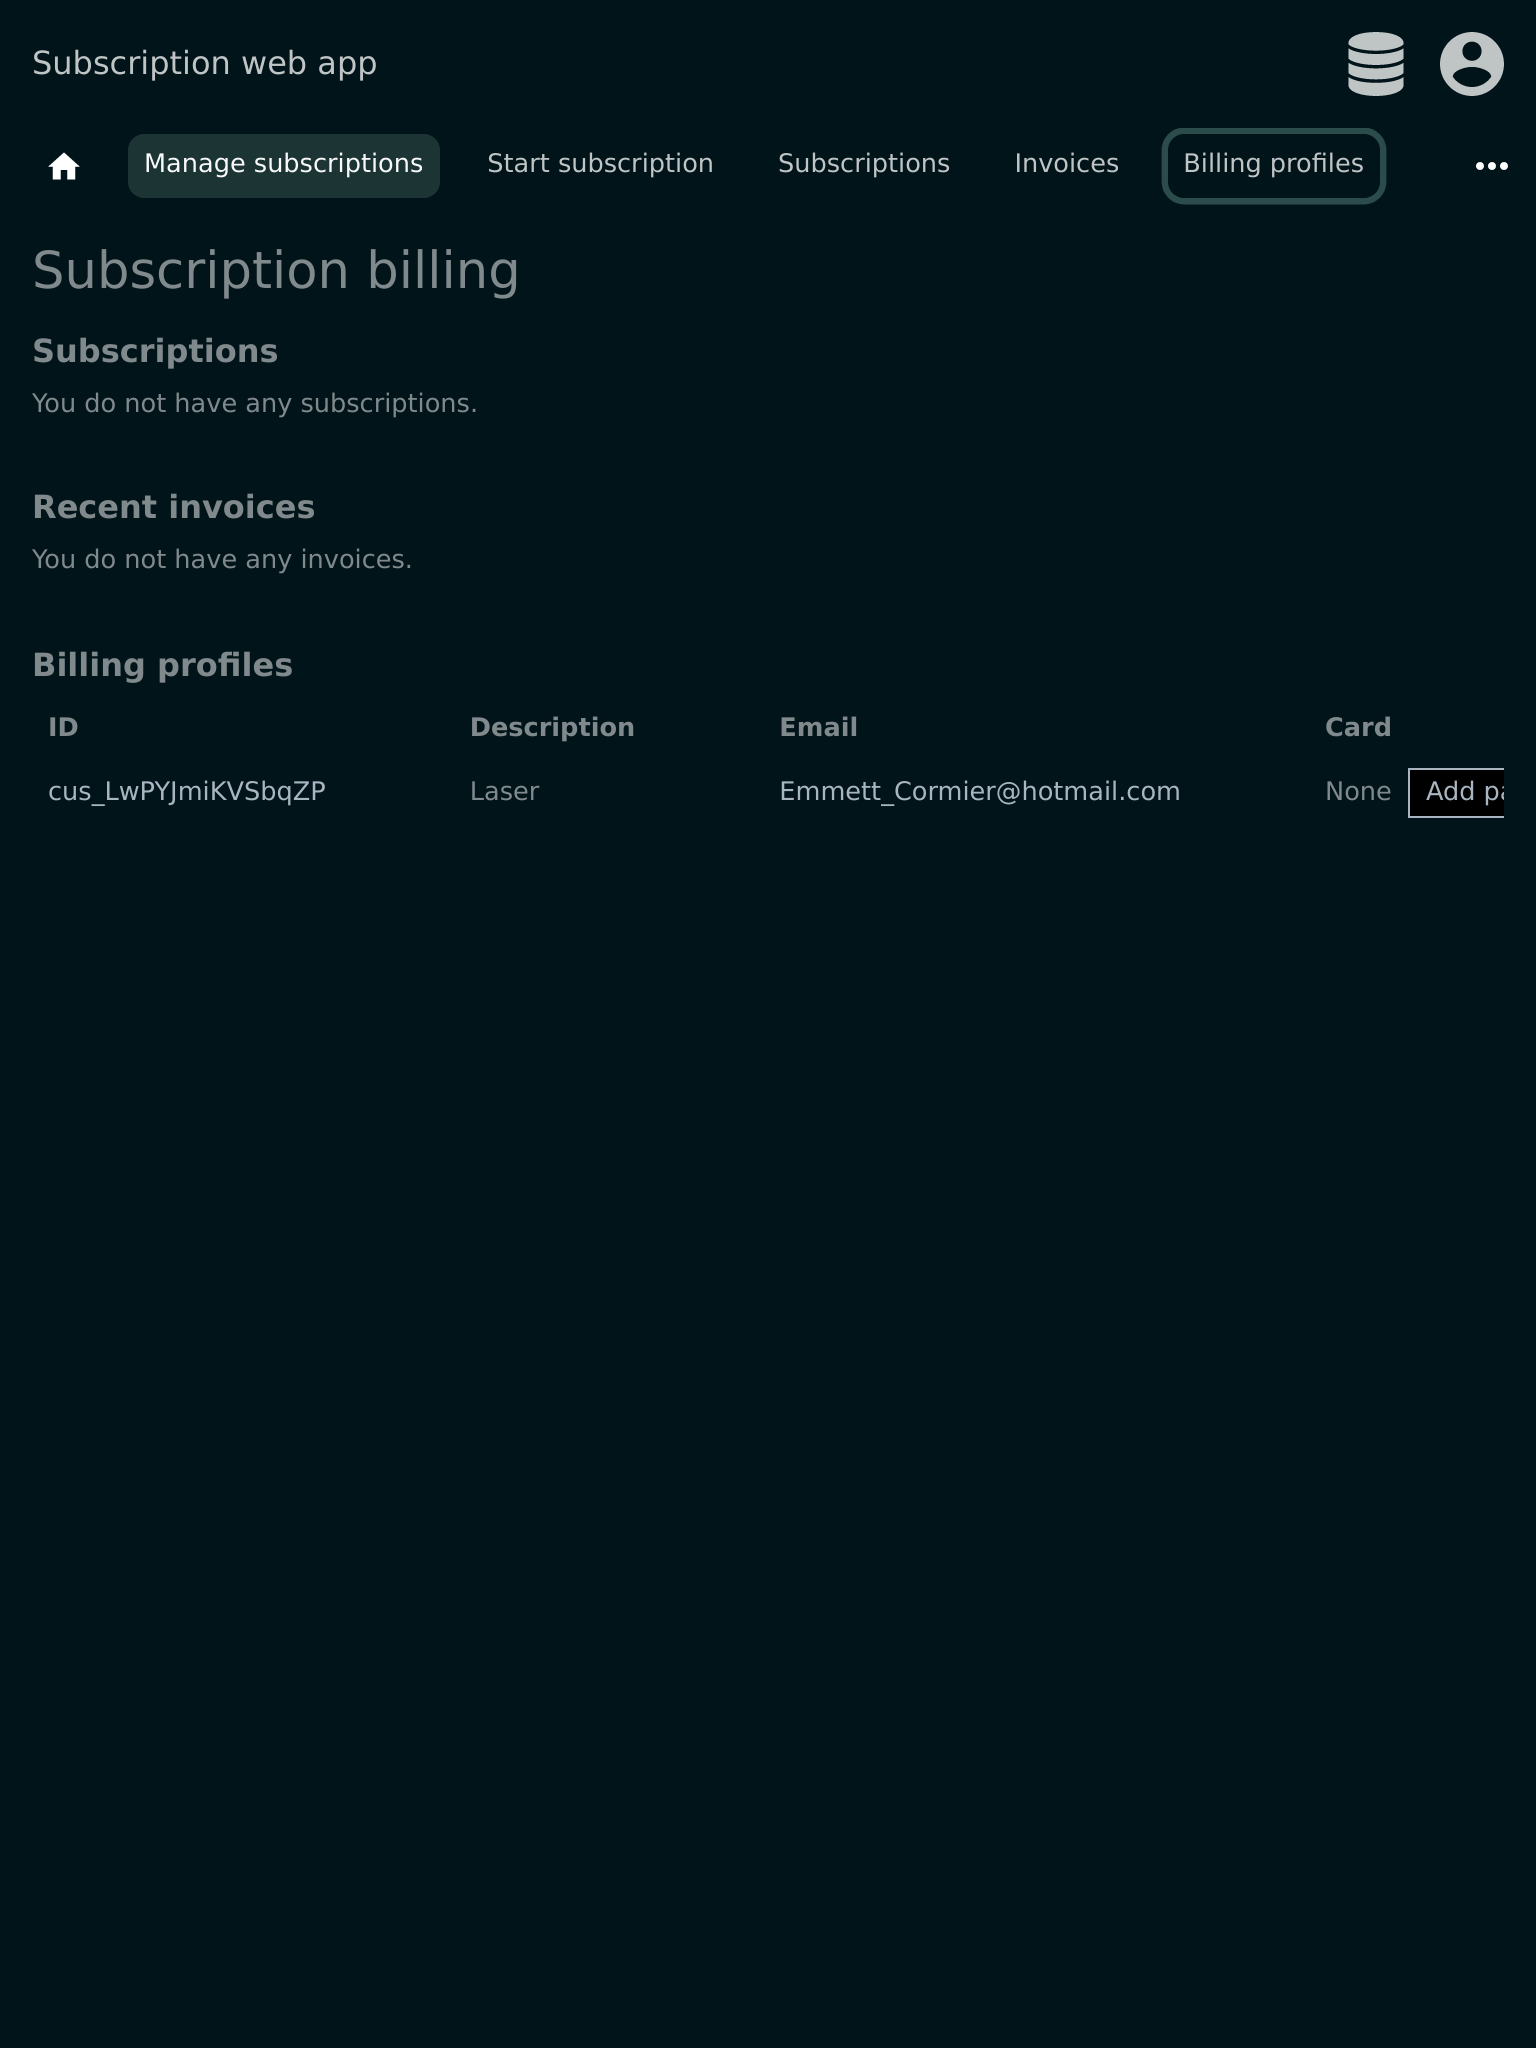 Subscription web app
Manage subscriptions Start subscription Subscriptions Invoices Billing profiles
Subscription billing
Subscriptions
You do not have any subscriptions.
Recent invoices
You do not have any invoices.
Billing profiles
ID Description Email Card
cus_LwPYJmiKVSbqZP Laser Emmett_Cormier@hotmail.com None Add